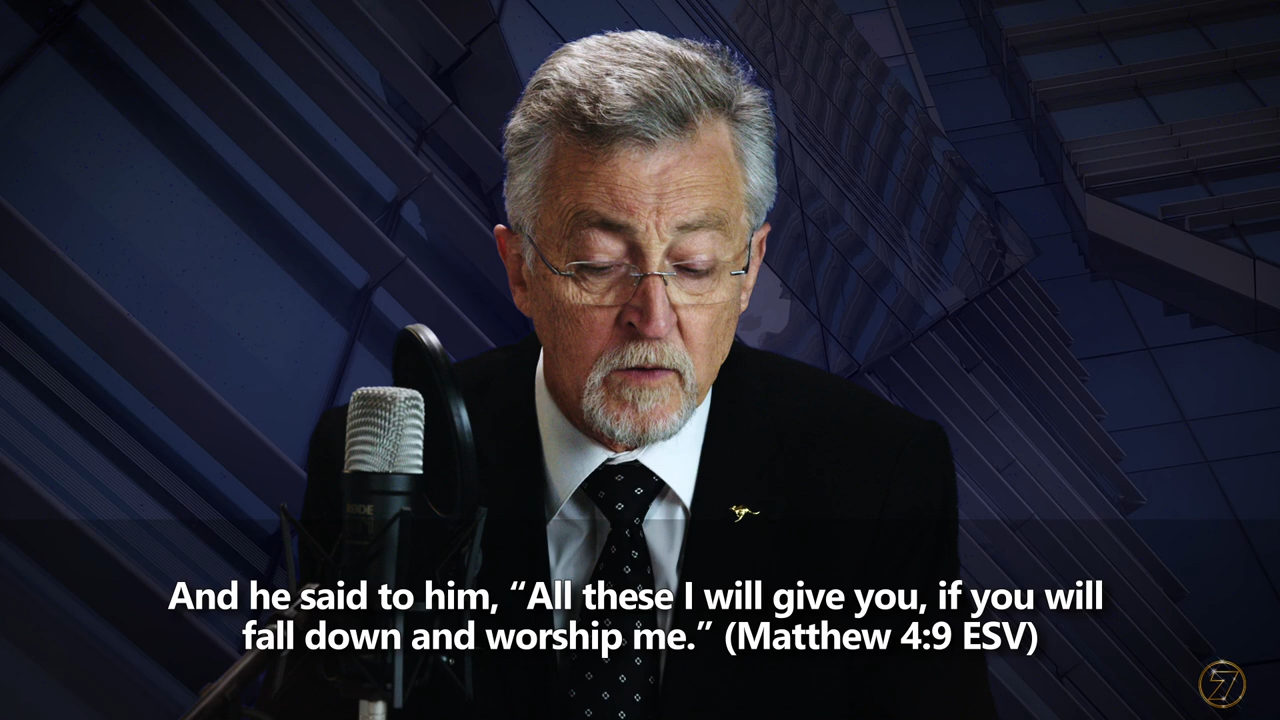 RØDE
And he said to him, “All these I will give you, if you will
fall down and worship me.” (Matthew 4:9 ESV)